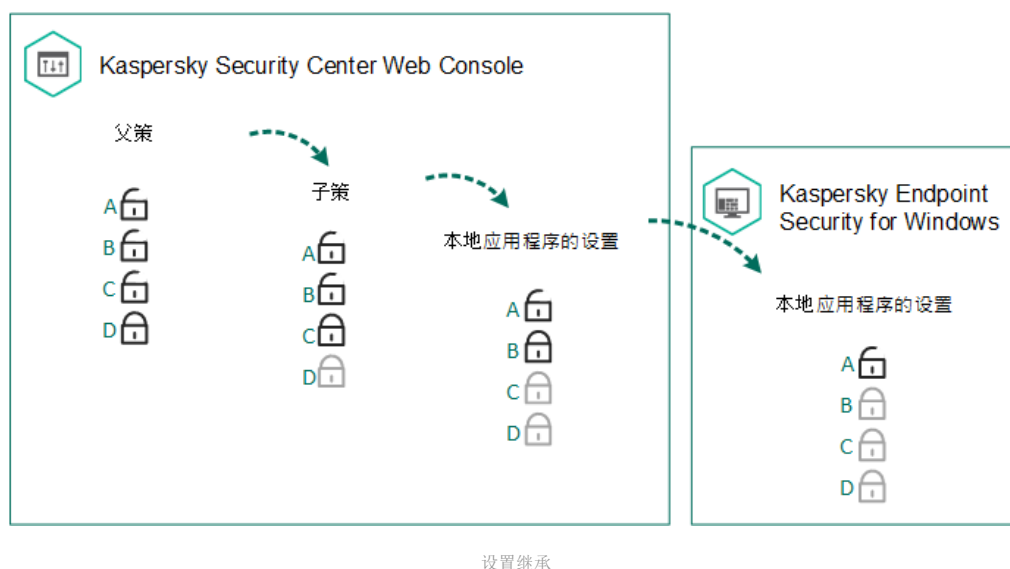 Kaspersky Security Center Web Console
父策
A
B
C
D
子策
A
B
C
D
本地应用程序的设置
A
B
C
D
Kaspersky Endpoint
Security for Windows
本地应用程序的设置
A
B
C
D
设置继承